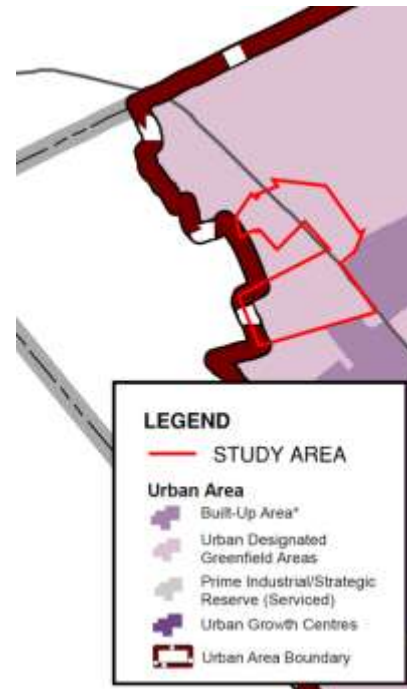 LEGEND
STUDY AREA
Urban Area
Built-Up Area*
Urban Designated
Greenfield Areas
Prime Industrial/Strategic
Reserve (Serviced)
Urban Growth Centres
Urban Area Boundary